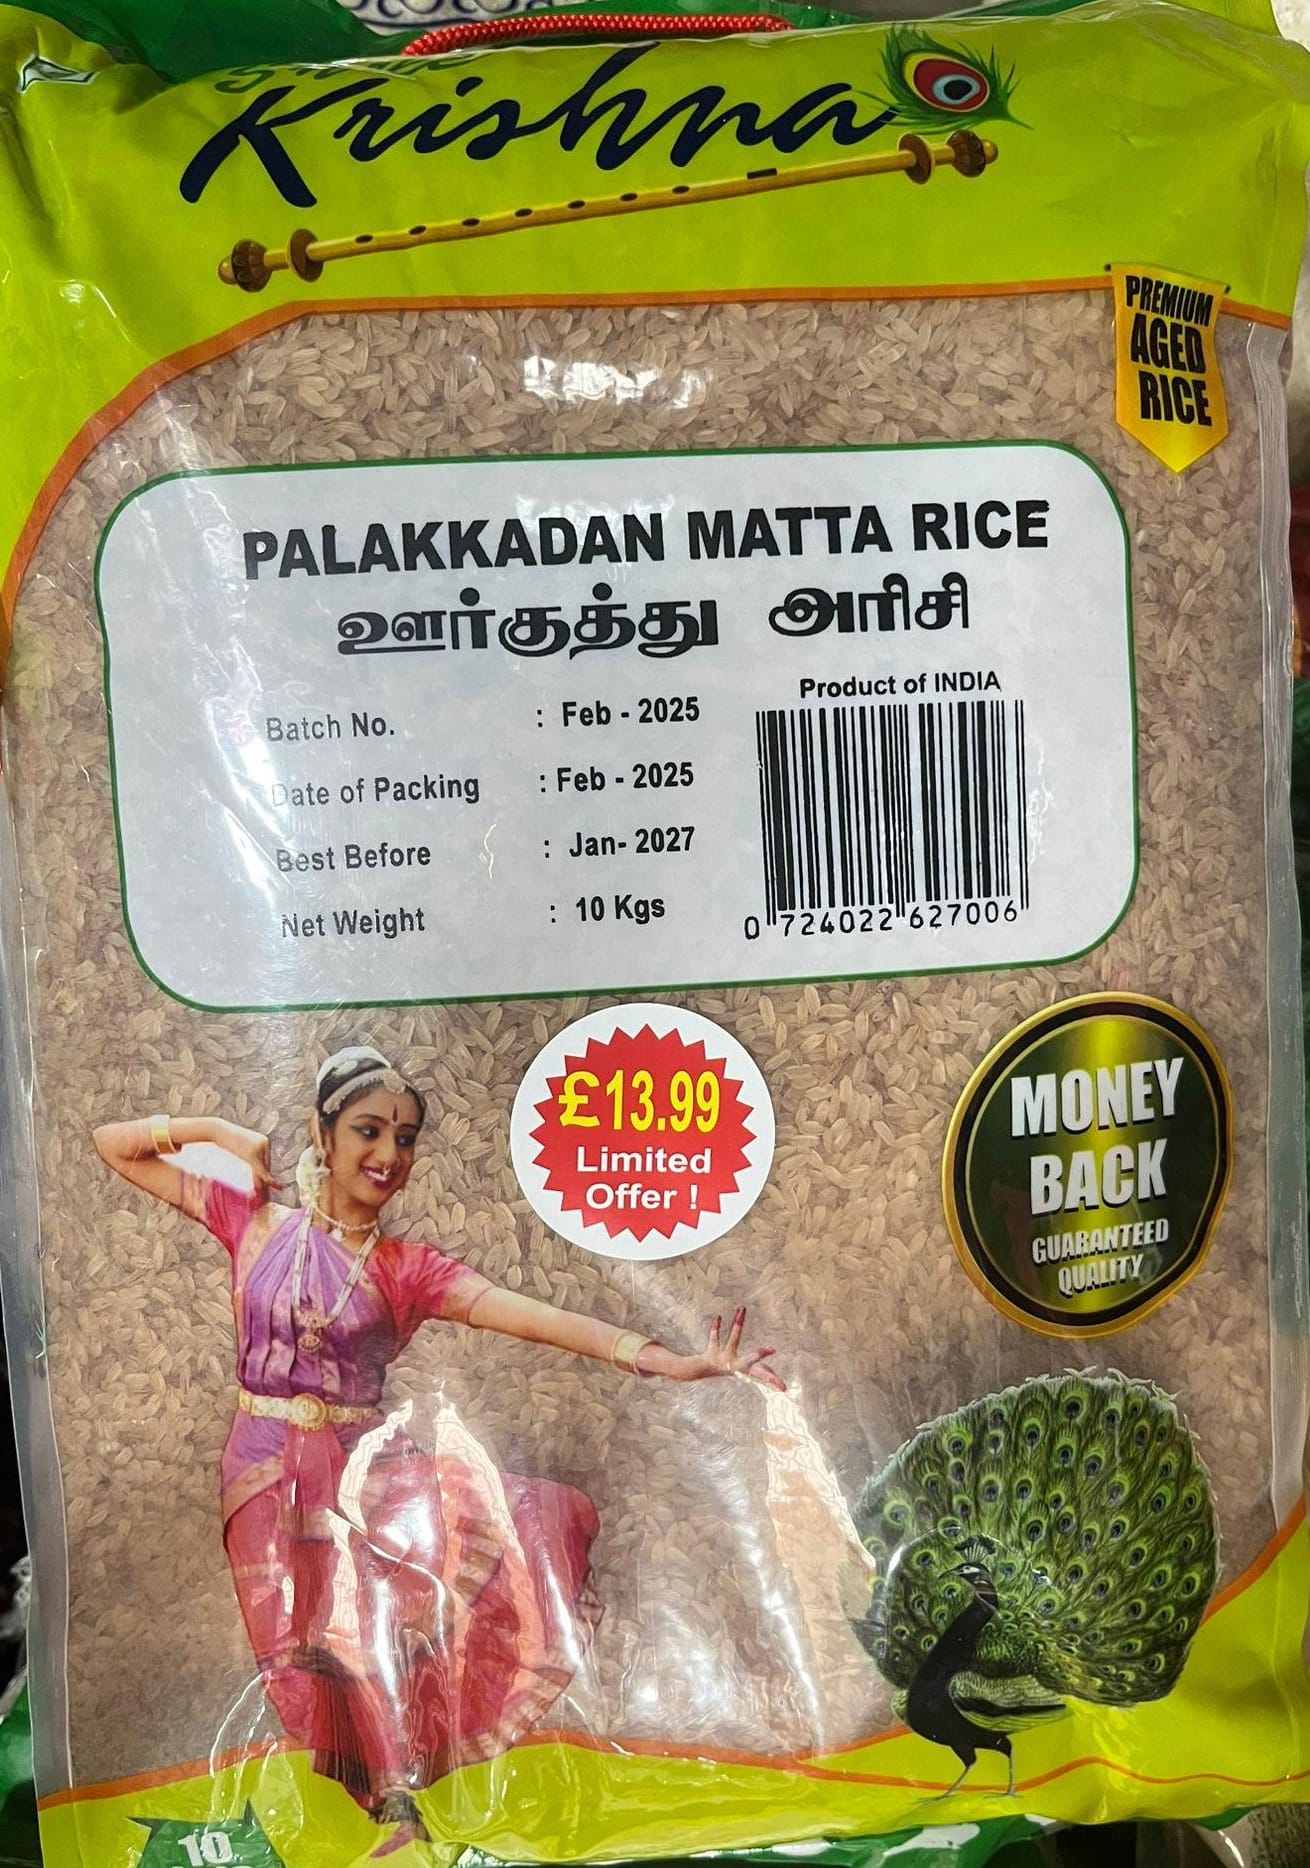 Krishna
PREMIUM
AGED
RICE
PALAKKADAN MATTA RICE
ஊர்குத்து அரிசி
Product of INDIA
Batch No. : Feb - 2025
Date of Packing : Feb - 2025
Best Before : Jan- 2027
Net Weight : 10 Kgs
0 724022 627006
£13.99
Limited
Offer !
MONEY
BACK
GUARANTEED
QUALITY
10